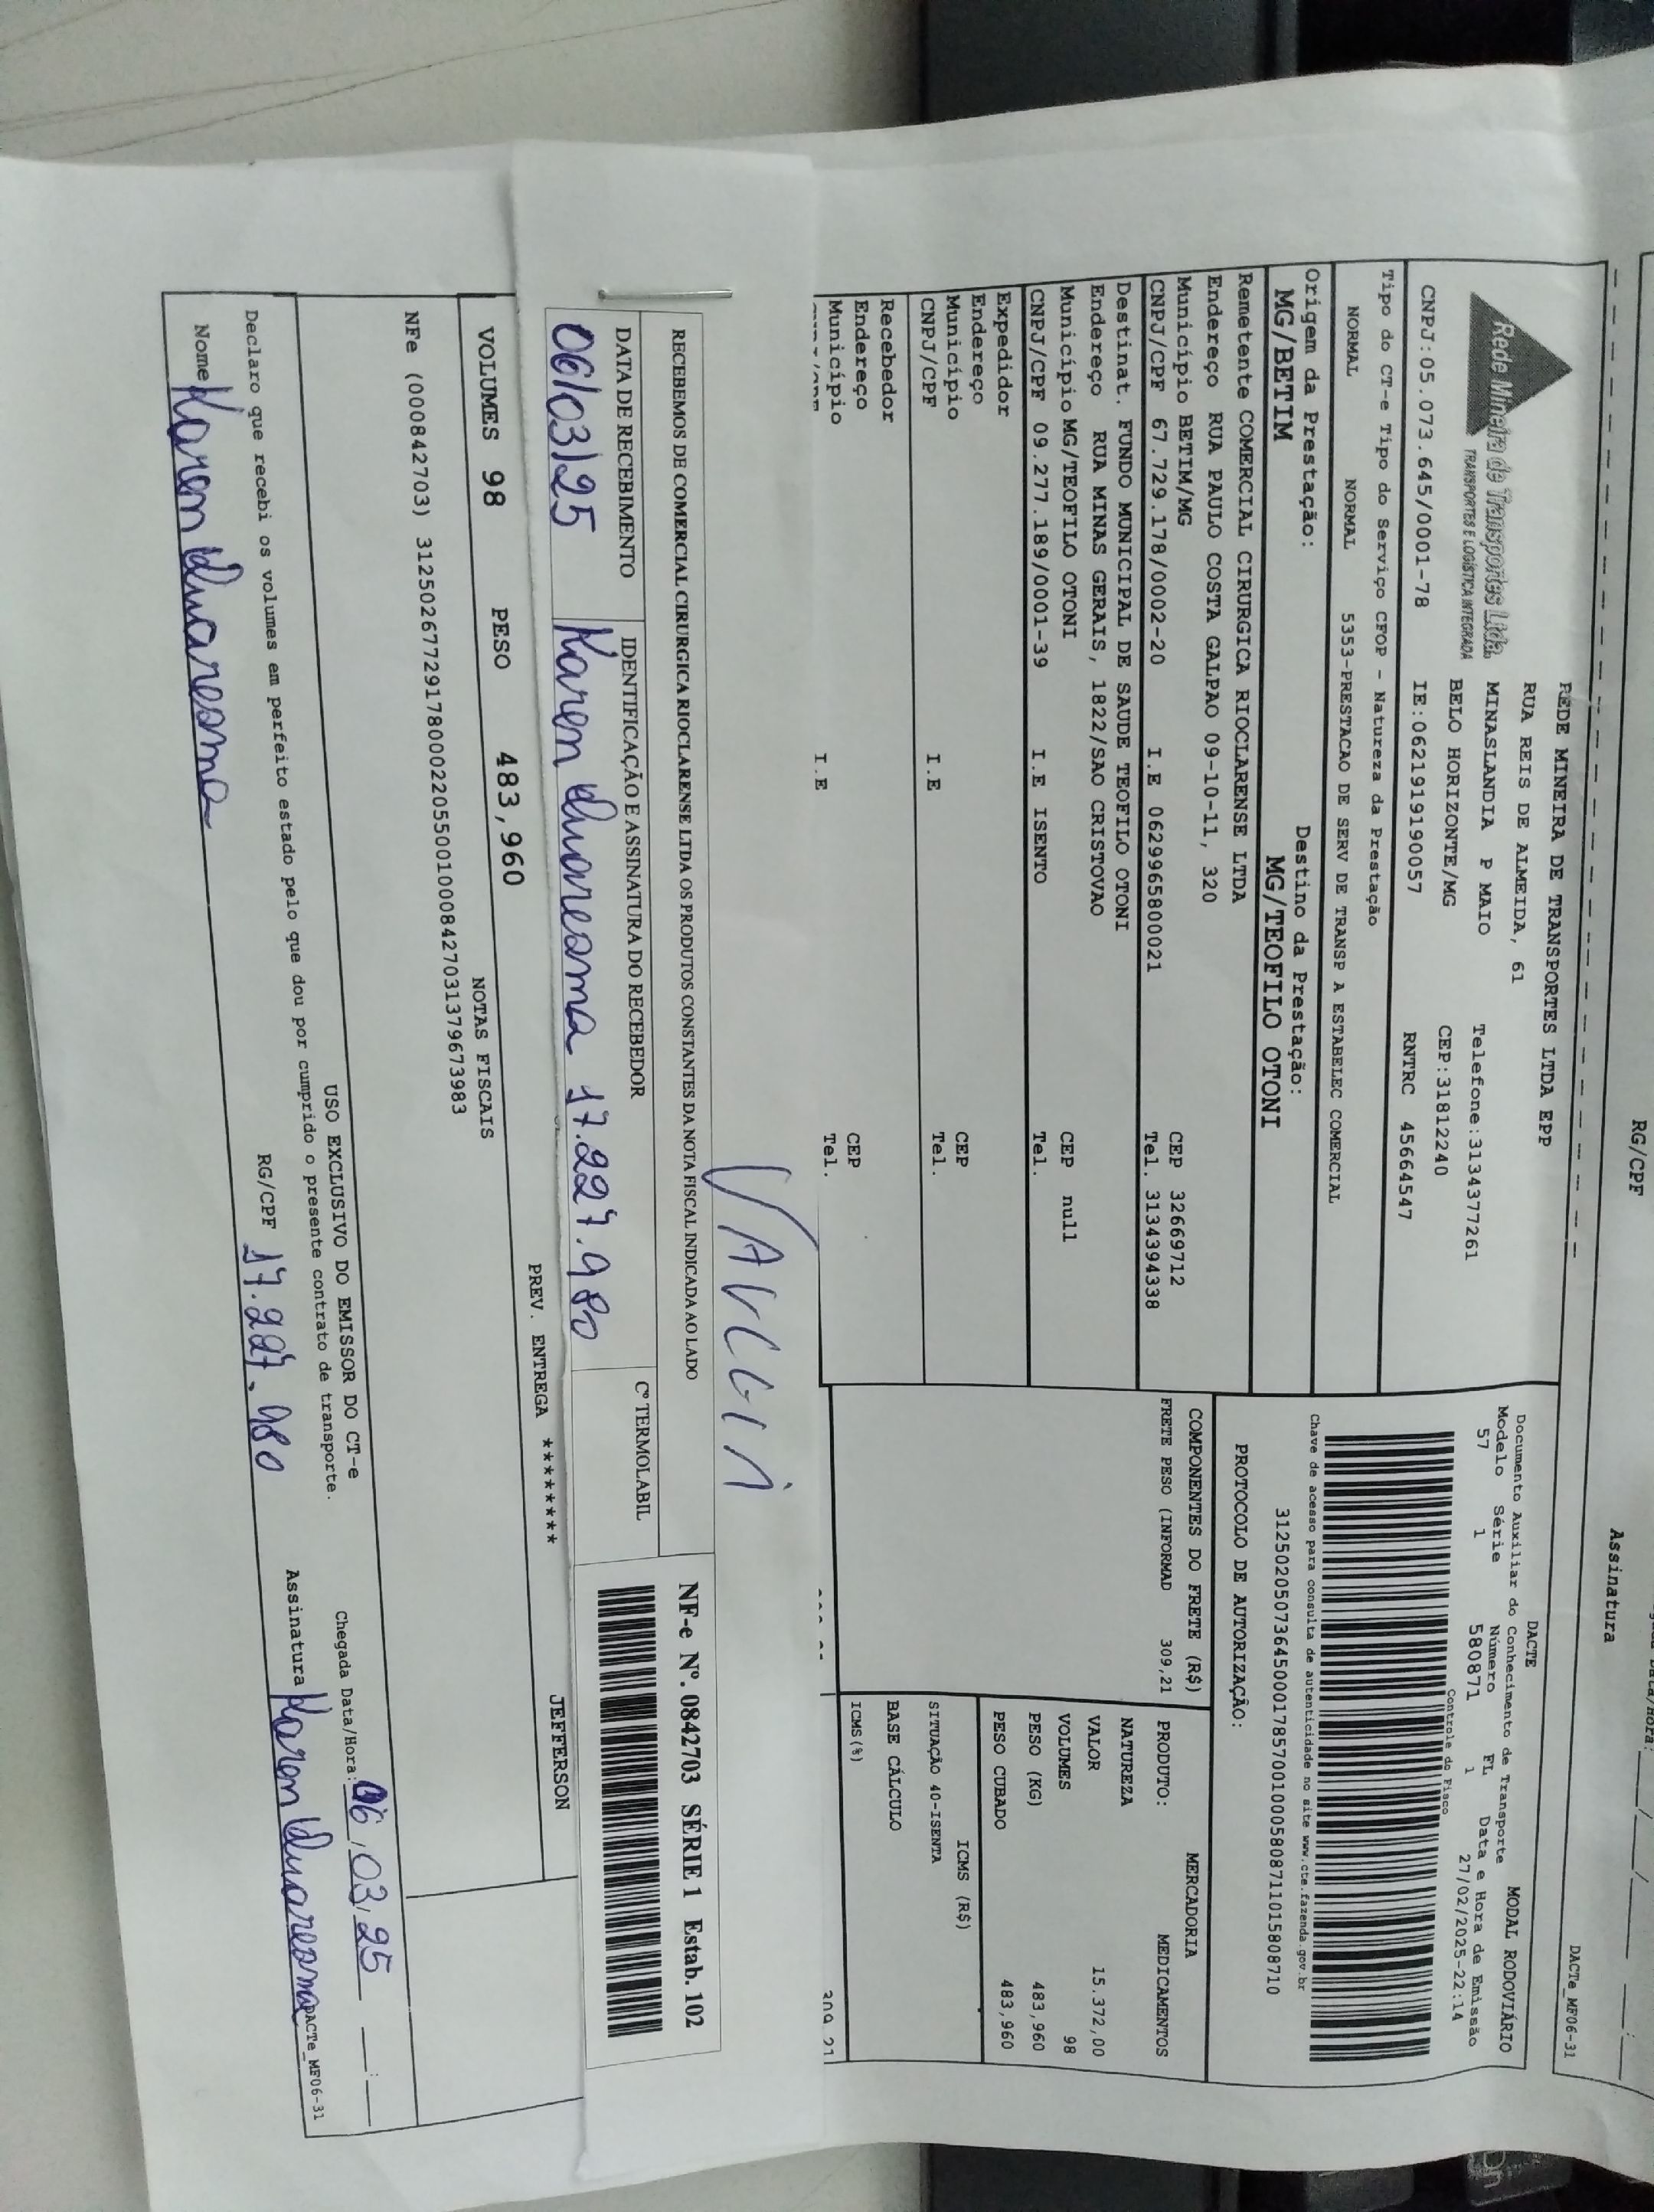 RG/CPF
Assinatura
DACTe_MF06-31
Rede Mineira de Transportes Ltda.
TRANSPORTES E LOGÍSTICA INTEGRADA
REDE MINEIRA DE TRANSPORTES LTDA EPP
RUA REIS DE ALMEIDA, 61
MINASLANDIA P MAIO Telefone:3134377261
BELO HORIZONTE/MG CEP:31812240
CNPJ:05.073.645/0001-78 IE:0621919190057 RNTRC 45664547
DACTE MODAL RODOVIÁRIO
Documento Auxiliar do Conhecimento de Transporte
Modelo Série Número FL Data e Hora de Emissão
57 1 580871 1 27/02/2025-22:14
Controle do Fisco
Tipo do CT-e Tipo do Serviço CFOP - Natureza da Prestação
NORMAL NORMAL 5353-PRESTACAO DE SERV DE TRANSP A ESTABELEC COMERCIAL
Chave de acesso para consulta de autenticidade no site www.cte.fazenda.gov.br
31250205073645000178570010005808711015808710
PROTOCOLO DE AUTORIZAÇÃO:
Origem da Prestação: Destino da Prestação:
MG/BETIM MG/TEOFILO OTONI
Remetente COMERCIAL CIRURGICA RIOCLARENSE LTDA
Endereço RUA PAULO COSTA GALPAO 09-10-11, 320
Município BETIM/MG CEP 32669712
CNPJ/CPF 67.729.178/0002-20 I.E 0629965800021 Tel. 3134394338
Destinat. FUNDO MUNICIPAL DE SAUDE TEOFILO OTONI
Endereço RUA MINAS GERAIS, 1822/SAO CRISTOVAO
Município MG/TEOFILO OTONI CEP null
CNPJ/CPF 09.277.189/0001-39 I.E ISENTO Tel.
Expedidor
Endereço
Município CEP
CNPJ/CPF I.E Tel.
Recebedor
Endereço
Município CEP
I.E Tel.
COMPONENTES DO FRETE (R$)
FRETE PESO (INFORMAD 309,21
MERCADORIA
PRODUTO: MEDICAMENTOS
NATUREZA
VALOR 15.372,00
VOLUMES 98
PESO (KG) 483,960
PESO CUBADO 483,960
ICMS (R$)
SITUAÇÃO 40-ISENTA
BASE CÁLCULO
ICMS(%)
309,21
VARGIN
RECEBEMOS DE COMERCIAL CIRURGICA RIOCLARENSE LTDA OS PRODUTOS CONSTANTES DA NOTA FISCAL INDICADA AO LADO
NF-e Nº. 0842703 SÉRIE 1 Estab. 102
DATA DE RECEBIMENTO IDENTIFICAÇÃO E ASSINATURA DO RECEBEDOR Cº TERMOLABIL
06/03/25 Karen Quaresma 17.227.980
PREV. ENTREGA ******** JEFFERSON
VOLUMES 98 PESO 483,960
NOTAS FISCAIS
NFe (000842703) 31250267729178000220550010008427031379673983
USO EXCLUSIVO DO EMISSOR DO CT-e
Chegada Data/Hora: 06/03/25
Declaro que recebi os volumes em perfeito estado pelo que dou por cumprido o presente contrato de transporte.
Nome Karen Quaresma RG/CPF 17.227.980 Assinatura Karen Quaresma
DACTe_MF06-31